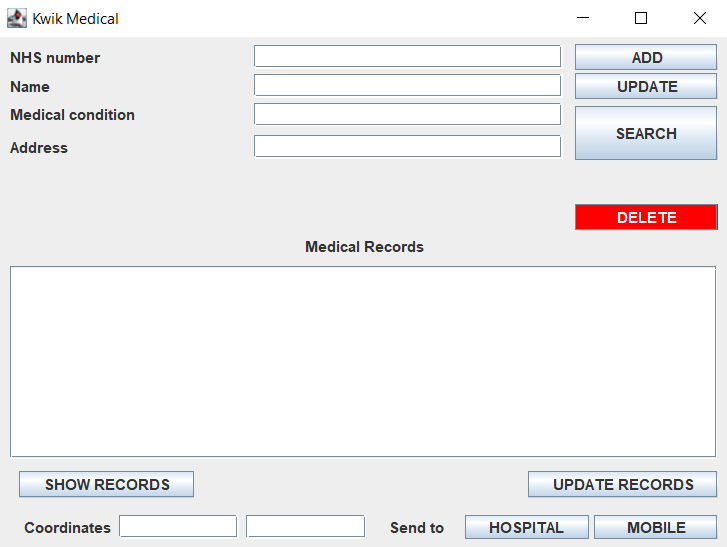 Kwik Medical
NHS number
ADD
Name
UPDATE
Medical condition
SEARCH
Address
DELETE
Medical Records
SHOW RECORDS
UPDATE RECORDS
Coordinates
Send to
HOSPITAL
MOBILE